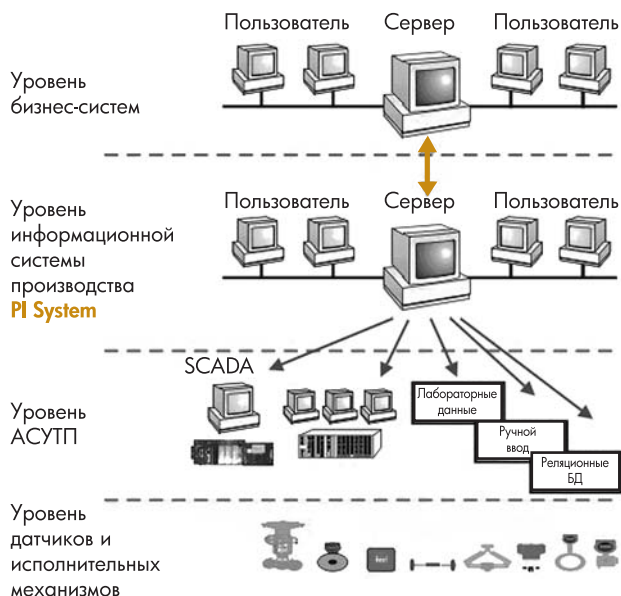 Пользователь Сервер Пользователь
Уровень
бизнес-систем
Пользователь Сервер Пользователь
Уровень
информационной
системы
производства
PI System
SCADA
Уровень
АСУТП
Лабораторные
данные
Ручной
ввод
Реляционные
БД
Уровень
датчиков и
исполнительных
механизмов